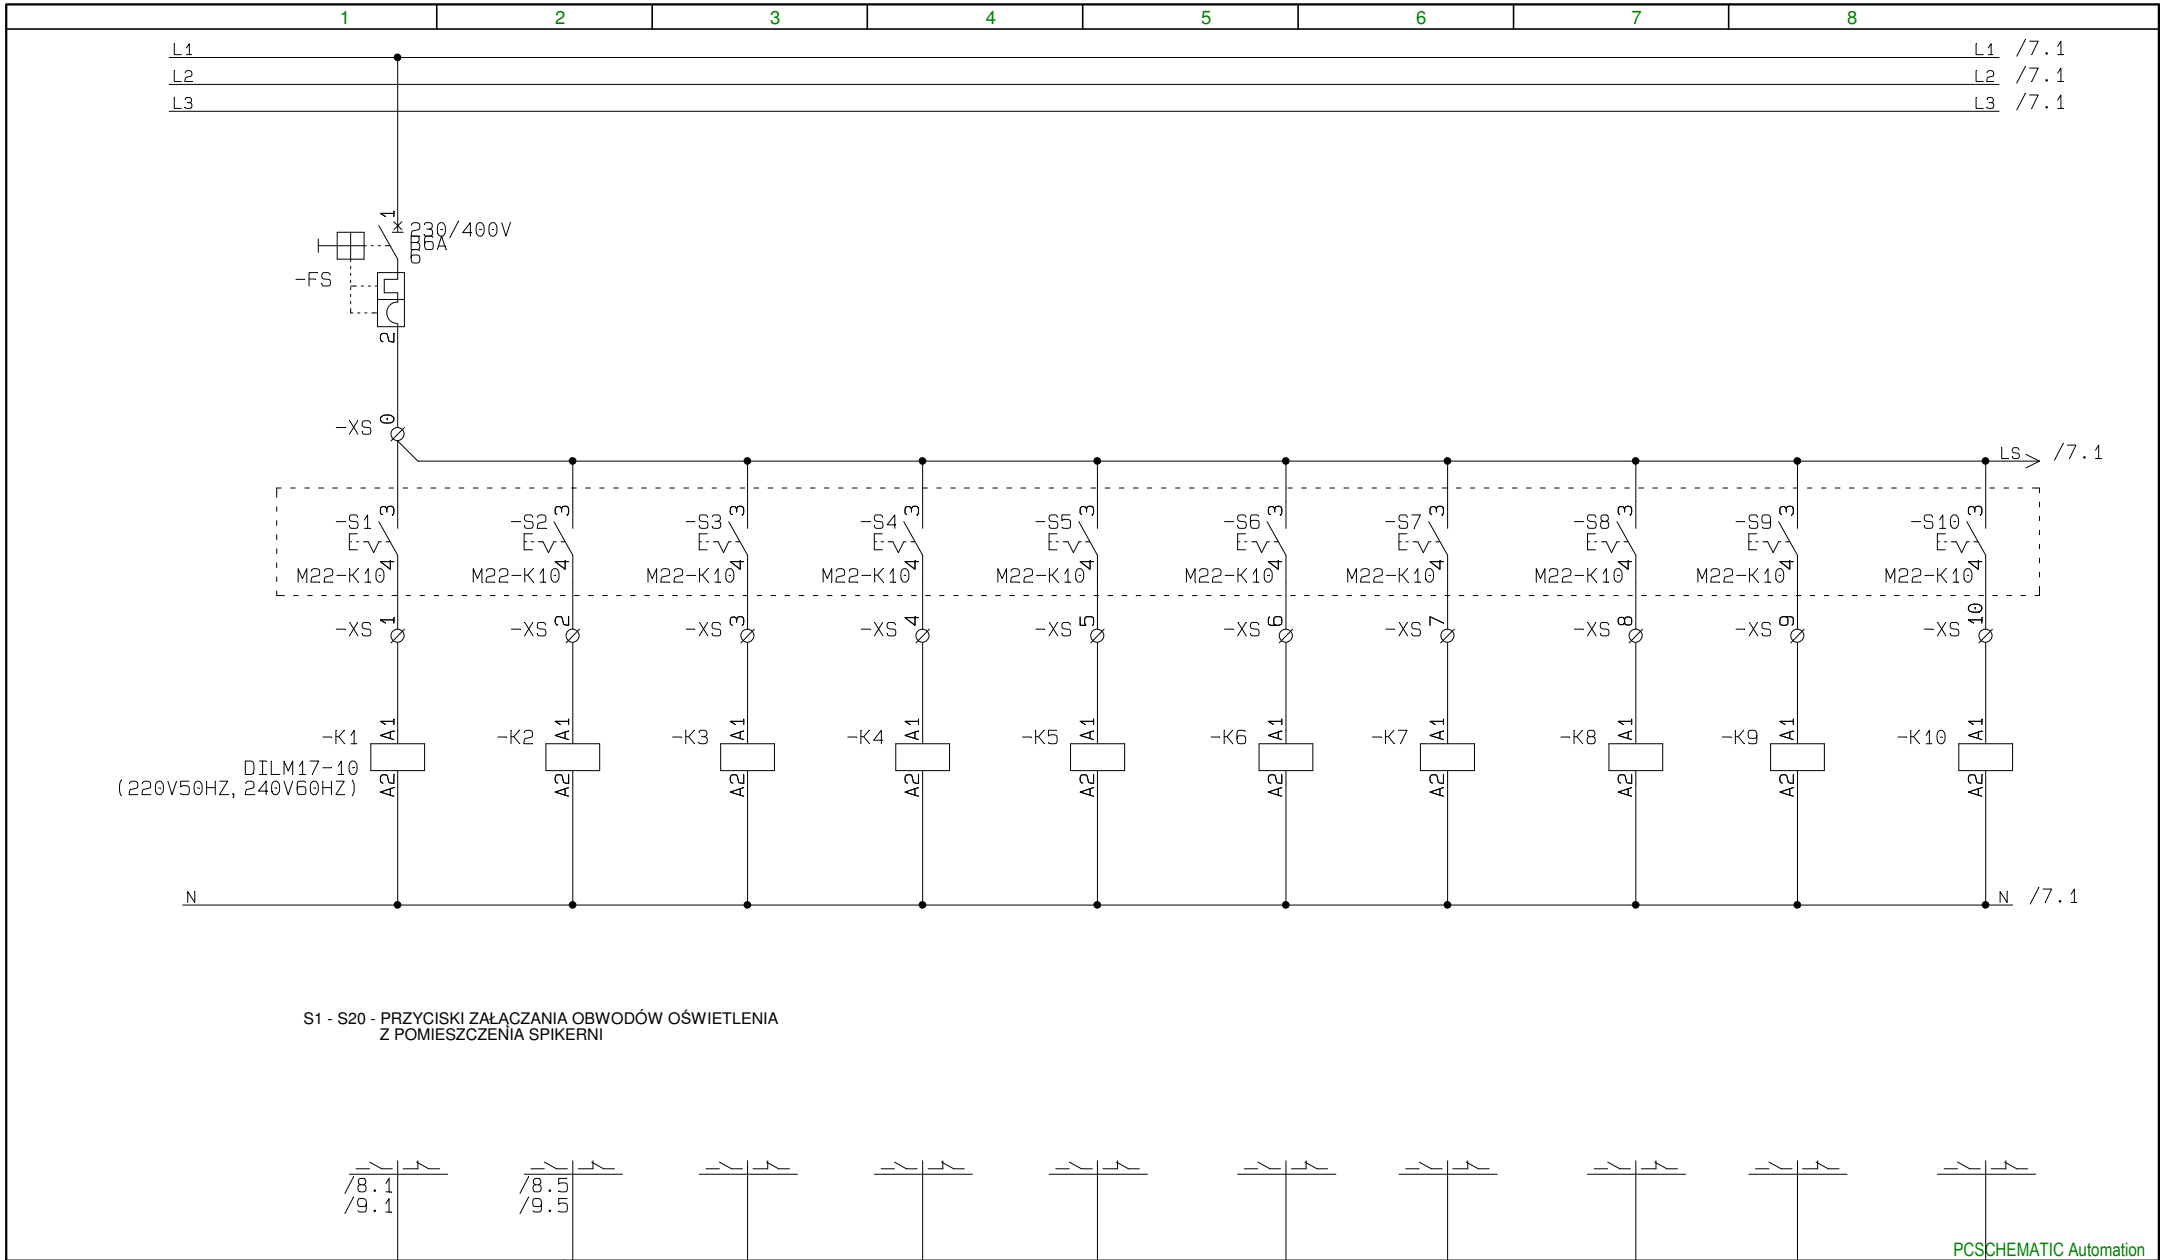 1 2 3 4 5 6 7 8
L1 L1 /7.1
L2 L2 /7.1
L3 L3 /7.1
1
230/400V
B6A
6
-FS
2
-XS 0
LS /7.1
3 3 3 3 3 3 3 3 3 3
-S1 -S2 -S3 -S4 -S5 -S6 -S7 -S8 -S9 -S10
M22-K10 4 M22-K10 4 M22-K10 4 M22-K10 4 M22-K10 4 M22-K10 4 M22-K10 4 M22-K10 4 M22-K10 4 M22-K10 4
-XS 1 -XS 2 -XS 3 -XS 4 -XS 5 -XS 6 -XS 7 -XS 8 -XS 9 -XS 10
-K1 A1 -K2 A1 -K3 A1 -K4 A1 -K5 A1 -K6 A1 -K7 A1 -K8 A1 -K9 A1 -K10 A1
DILM17-10
(220V50HZ, 240V60HZ) A2 A2 A2 A2 A2 A2 A2 A2 A2 A2
N N /7.1
S1 - S20 - PRZYCISKI ZAŁĄCZANIA OBWODÓW OŚWIETLENIA
Z POMIESZCZENIA SPIKERNI
/8.1 /8.5
/9.1 /9.5
PCSCHEMATIC Automation